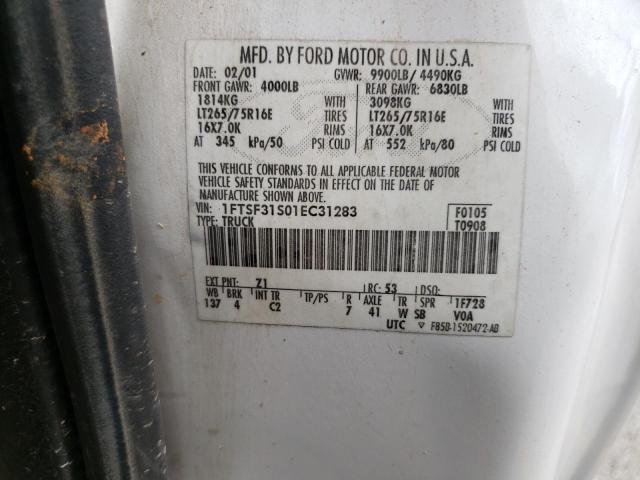 MFD. BY FORD MOTOR CO. IN U.S.A.
DATE: 02/01 GVWR: 9900LB/ 4490KG
FRONT GAWR: 4000LB REAR GAWR: 6830LB
1814KG WITH 3098KG WITH
LT265/75R16E TIRES LT265/75R16E TIRES
16X7.0K RIMS 16X7.0K RIMS
AT 345 kPa/50 PSI COLD AT 552 kPa/80 PSI COLD
THIS VEHICLE CONFORMS TO ALL APPLICABLE FEDERAL MOTOR
VEHICLE SAFETY STANDARDS IN EFFECT ON THE DATE OF
MANUFACTURE SHOWN ABOVE.
VIN: 1FTSF31S01EC31283 F0105
TYPE: TRUCK T0908
EXT PNT: Z1 RC: 53 DSO:
WB BRK INT TR TP/PS R AXLE TR SPR 1F728
137 4 C2 7 41 W SB VOA
UTC ▽ F85B-1520472-AB